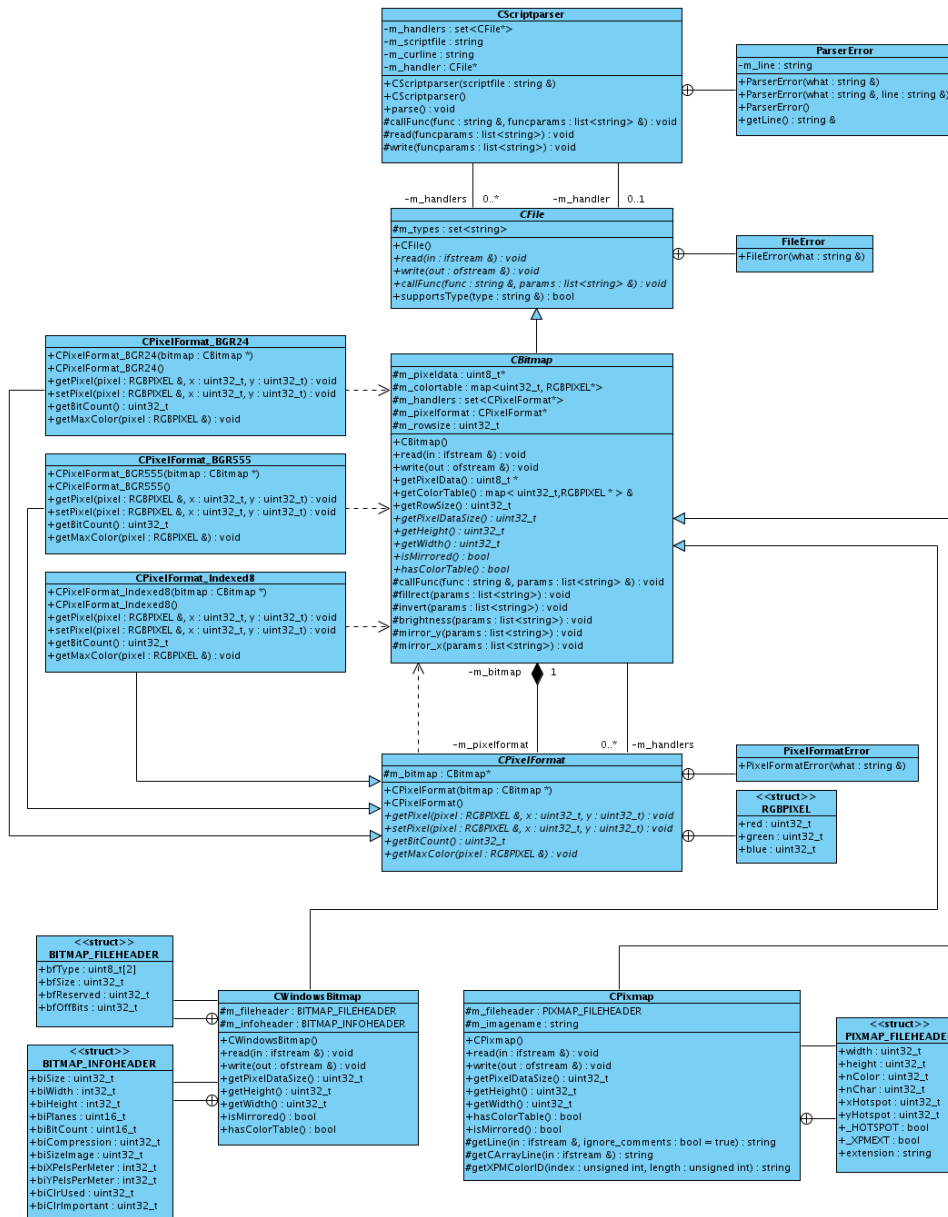 CScriptparser
-m_handlers : set<CFile*>
-m_scriptfile : string
-m_curline : string
-m_handler : CFile*
+CScriptparser(scriptfile : string &)
+CScriptparser()
+parse() : void
#callFunc(func : string &, funcparams : list<string> &) : void
#read(funcparams : list<string>) : void
#write(funcparams : list<string>) : void
ParserError
-m_line : string
+ParserError(what : string &)
+ParserError(what : string &, line : string &)
+ParserError()
+getLine() : string &
-m_handlers 0..* -m_handler 0..1
CFile
#m_types : set<string>
+CFile()
+read(in : ifstream &) : void
+write(out : ofstream &) : void
+callFunc(func : string &, params : list<string> &) : void
+supportsType(type : string &) : bool
FileError
+FileError(what : string &)
CPixelFormat_BGR24
+CPixelFormat_BGR24(bitmap : CBitmap *)
+CPixelFormat_BGR24()
+getPixel(pixel : RGBPIXEL &, x : uint32_t, y : uint32_t) : void
+setPixel(pixel : RGBPIXEL &, x : uint32_t, y : uint32_t) : void
+getBitCount() : uint32_t
+getMaxColor(pixel : RGBPIXEL &) : void
CPixelFormat_BGR555
+CPixelFormat_BGR555(bitmap : CBitmap *)
+CPixelFormat_BGR555()
+getPixel(pixel : RGBPIXEL &, x : uint32_t, y : uint32_t) : void
+setPixel(pixel : RGBPIXEL &, x : uint32_t, y : uint32_t) : void
+getBitCount() : uint32_t
+getMaxColor(pixel : RGBPIXEL &) : void
CPixelFormat_Indexed8
+CPixelFormat_Indexed8(bitmap : CBitmap *)
+CPixelFormat_Indexed8()
+getPixel(pixel : RGBPIXEL &, x : uint32_t, y : uint32_t) : void
+setPixel(pixel : RGBPIXEL &, x : uint32_t, y : uint32_t) : void
+getBitCount() : uint32_t
+getMaxColor(pixel : RGBPIXEL &) : void
CBitmap
#m_pixeldata : uint8_t*
#m_colortable : map<uint32_t, RGBPIXEL*>
#m_handlers : set<CPixelFormat*>
#m_pixelformat : CPixelFormat*
#m_rowsize : uint32_t
+CBitmap()
+read(in : ifstream &) : void
+write(out : ofstream &) : void
+getPixelData() : uint8_t *
+getColorTable() : map< uint32_t,RGBPIXEL * > &
+getRowSize() : uint32_t
+getPixelDataSize() : uint32_t
+getHeight() : uint32_t
+getWidth() : uint32_t
+isMirrored() : bool
+hasColorTable() : bool
#callFunc(func : string &, params : list<string> &) : void
#fillrect(params : list<string>) : void
#invert(params : list<string>) : void
#brightness(params : list<string>) : void
#mirror_y(params : list<string>) : void
#mirror_x(params : list<string>) : void
-m_bitmap 1
-m_pixelformat 0..* -m_handlers
CPixelFormat
#m_bitmap : CBitmap*
+CPixelFormat(bitmap : CBitmap *)
+CPixelFormat()
+getPixel(pixel : RGBPIXEL &, x : uint32_t, y : uint32_t) : void
+setPixel(pixel : RGBPIXEL &, x : uint32_t, y : uint32_t) : void
+getBitCount() : uint32_t
+getMaxColor(pixel : RGBPIXEL &) : void
PixelFormatError
+PixelFormatError(what : string &)
<<struct>>
RGBPIXEL
+red : uint32_t
+green : uint32_t
+blue : uint32_t
<<struct>>
BITMAP_FILEHEADER
+bfType : uint8_t[2]
+bfSize : uint32_t
+bfReserved : uint32_t
+bfOffBits : uint32_t
<<struct>>
BITMAP_INFOHEADER
+biSize : uint32_t
+biWidth : int32_t
+biHeight : int32_t
+biPlanes : uint16_t
+biBitCount : uint16_t
+biCompression : uint32_t
+biSizeImage : uint32_t
+biXPelsPerMeter : int32_t
+biYPelsPerMeter : int32_t
+biClrUsed : uint32_t
+biClrImportant : uint32_t
CWindowsBitmap
#m_fileheader : BITMAP_FILEHEADER
#m_infoheader : BITMAP_INFOHEADER
+CWindowsBitmap()
+read(in : ifstream &) : void
+write(out : ofstream &) : void
+getPixelDataSize() : uint32_t
+getHeight() : uint32_t
+getWidth() : uint32_t
+isMirrored() : bool
+hasColorTable() : bool
CPixmap
#m_fileheader : PIXMAP_FILEHEADER
#m_imagename : string
+CPixmap()
+read(in : ifstream &) : void
+write(out : ofstream &) : void
+getPixelDataSize() : uint32_t
+getHeight() : uint32_t
+getWidth() : uint32_t
+hasColorTable() : bool
+isMirrored() : bool
#getLine(in : ifstream &, ignore_comments : bool = true) : string
#getCArrayLine(in : ifstream &) : string
#getXPMColorID(index : unsigned int, length : unsigned int) : string
<<struct>>
PIXMAP_FILEHEADER
+width : uint32_t
+height : uint32_t
+nColor : uint32_t
+nChar : uint32_t
+xHotspot : uint32_t
+yHotspot : uint32_t
+_HOTSPOT : bool
+_XPMEXT : bool
+extension : string